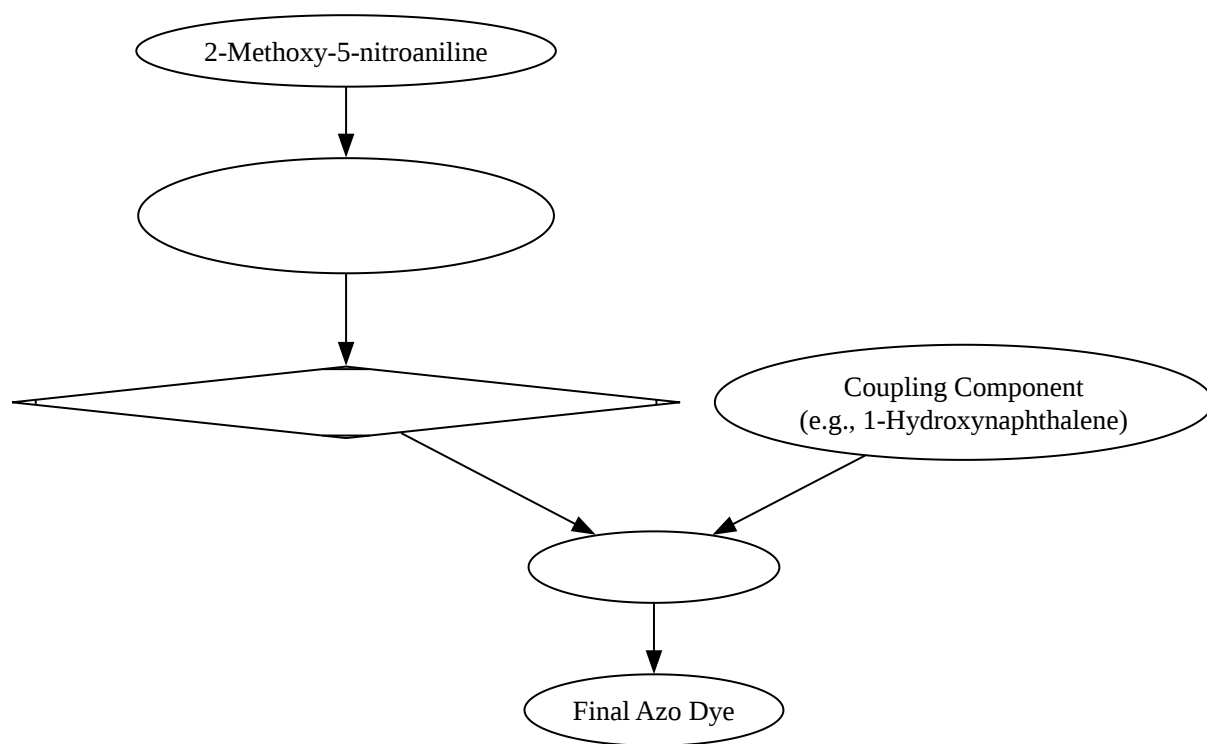 2-Methoxy-5-nitroaniline
Coupling Component
(e.g., 1-Hydroxynaphthalene)
Final Azo Dye